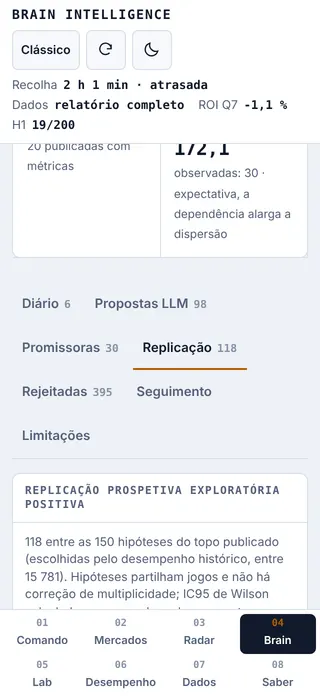 BRAIN INTELLIGENCE
Clássico
Recolha 2 h 1 min · atrasada
Dados relatório completo ROI Q7 -1,1 %
H1 19/200
20 publicadas com
métricas
172,1
observadas: 30 ·
expectativa, a
dependência alarga a
dispersão
Diário 6 Propostas LLM 98
Promissoras 30 Replicação 118
Rejeitadas 395 Seguimento
Limitações
REPLICAÇÃO PROSPETIVA EXPLORATÓRIA
POSITIVA
118 entre as 150 hipóteses do topo publicado
(escolhidas pelo desempenho histórico, entre
15 781). Hipóteses partilham jogos e não há
correção de multiplicidade; IC95 de Wilson
01 02 03 04
Comando Mercados Radar Brain
05 06 07 08
Lab Desempenho Dados Saber